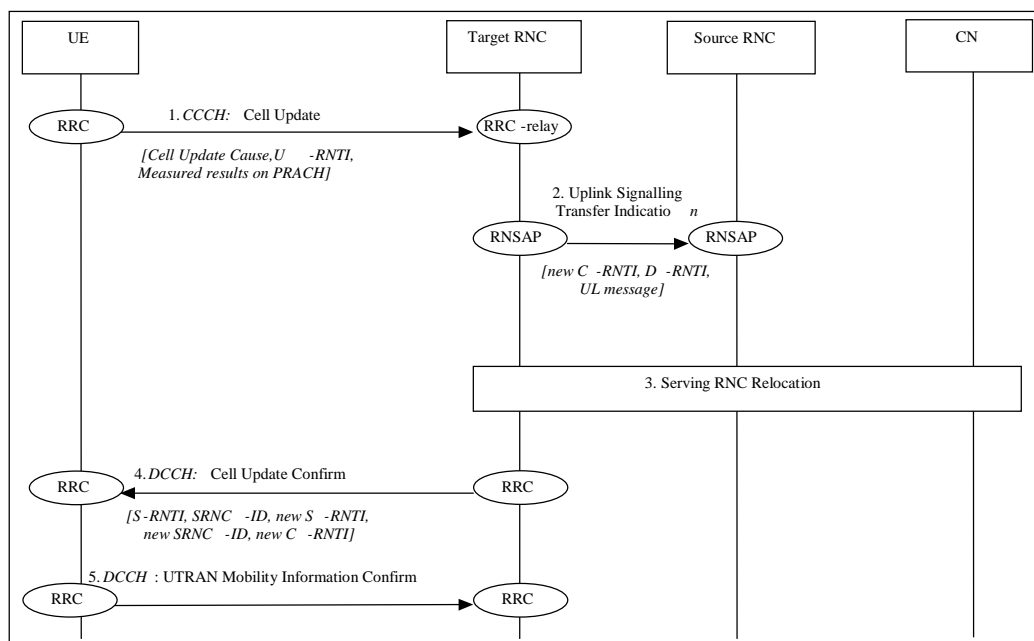 UE
Target RNC
Source RNC
CN
RRC
1. CCCH: Cell Update
RRC -relay
[Cell Update Cause,U -RNTI,
Measured results on PRACH]
2. Uplink Signalling
Transfer Indicatio n
RNSAP
RNSAP
[new C -RNTI, D -RNTI,
UL message]
3. Serving RNC Relocation
4. DCCH: Cell Update Confirm
RRC
RRC
[S-RNTI, SRNC -ID, new S -RNTI,
new SRNC -ID, new C -RNTI]
5. DCCH : UTRAN Mobility Information Confirm
RRC
RRC